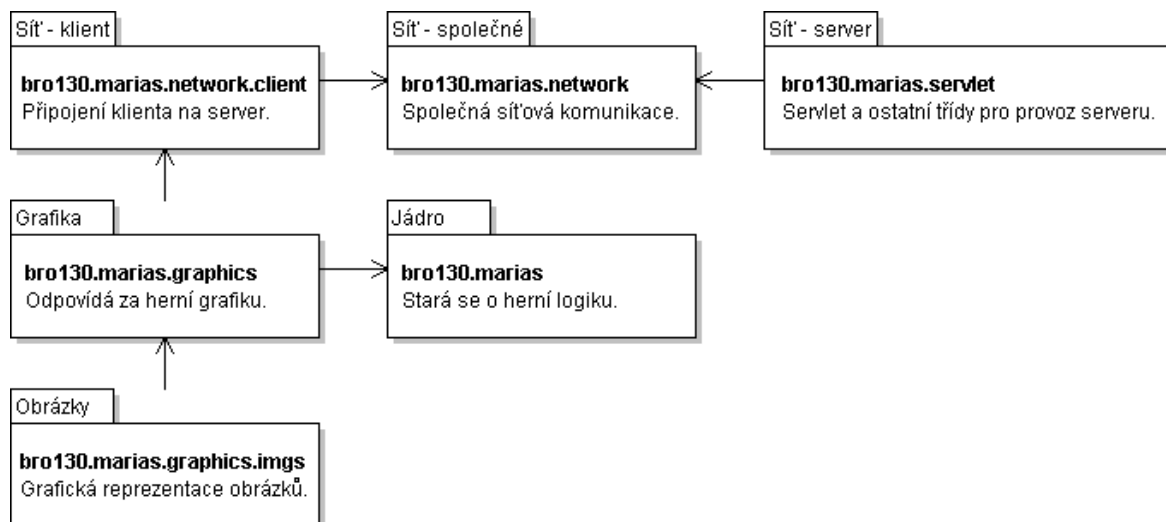 Síť - klient
bro130.marias.network.client
Připojení klienta na server.
Síť - společné
bro130.marias.network
Společná síťová komunikace.
Síť - server
bro130.marias.servlet
Servlet a ostatní třídy pro provoz serveru.
Grafika
bro130.marias.graphics
Odpovídá za herní grafiku.
Jádro
bro130.marias
Stará se o herní logiku.
Obrázky
bro130.marias.graphics.imgs
Grafická reprezentace obrázků.